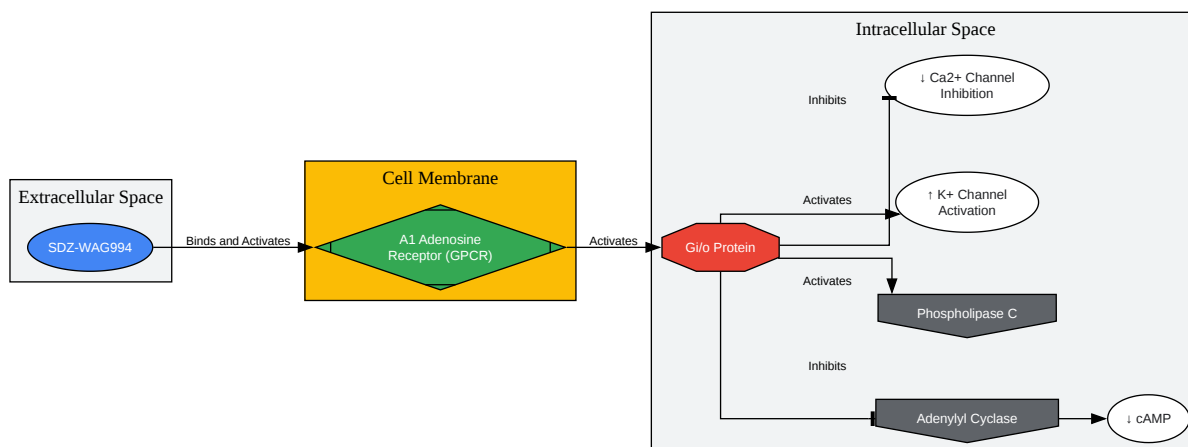 Intracellular Space
↓ Ca2+ Channel
Inhibition
Inhibits
Cell Membrane
Extracellular Space
↑ K+ Channel
Activation
Activates
SDZ-WAG994
Binds and Activates
A1 Adenosine
Receptor (GPCR)
Activates
Gi/o Protein
Activates
Phospholipase C
Inhibits
Adenylyl Cyclase
↓ cAMP